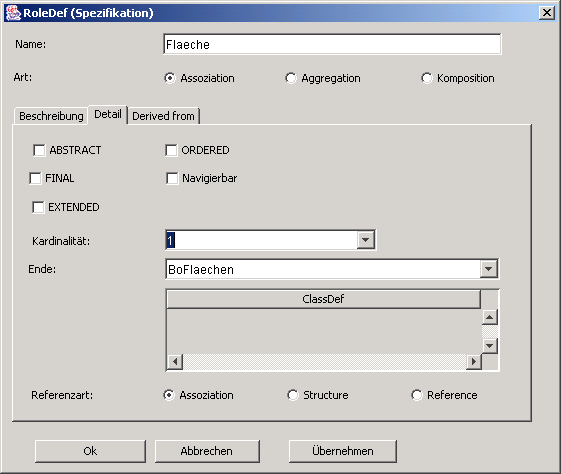 RoleDef (Spezifikation)
Name: Flaeche
Art: Assoziation Aggregation Komposition
Beschreibung Detail Derived from
ABSTRACT ORDERED
FINAL Navigierbar
EXTENDED
Kardinalität: 1
Ende: BoFlaechen
ClassDef
Referenzart: Assoziation Structure Reference
Ok Abbrechen Übernehmen